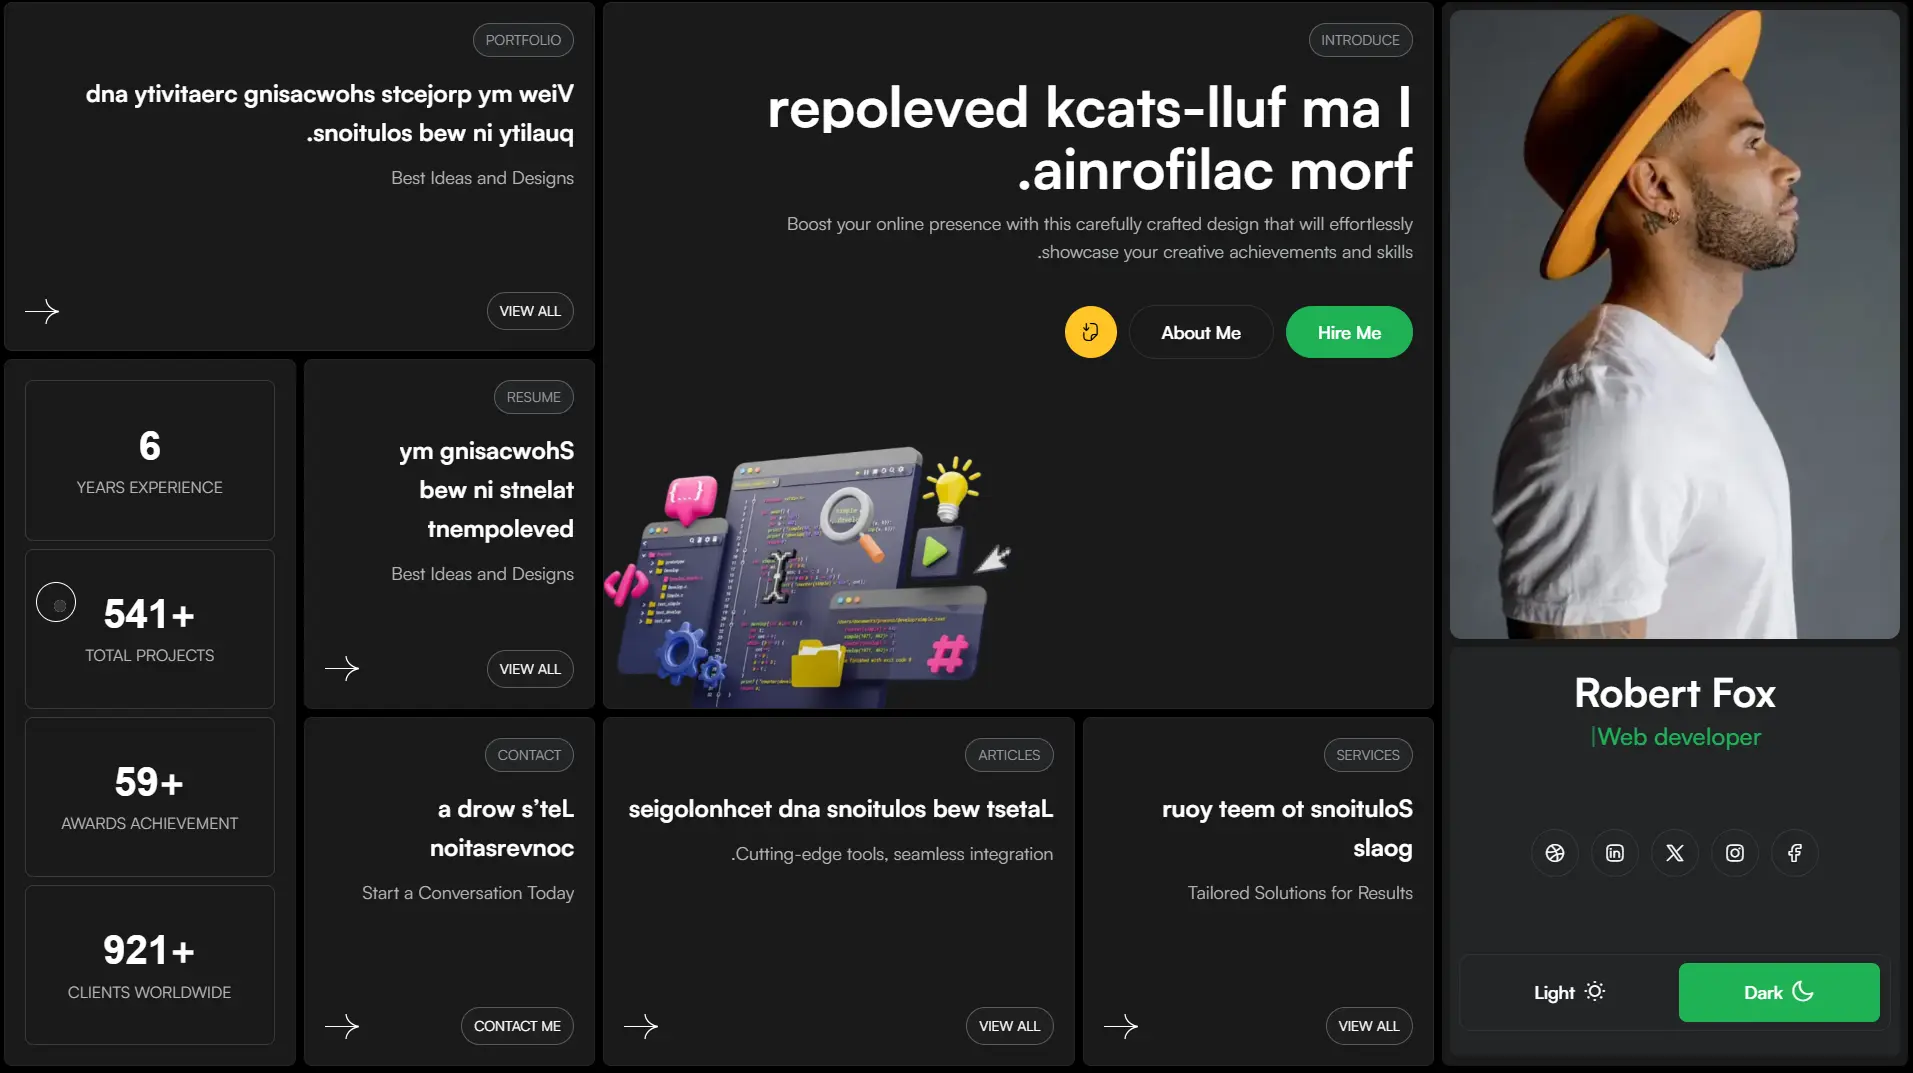 PORTFOLIO
dna ytivitaerc gnisacwohs stcejorp ym weiV
.snoitulos bew ni ytilauq
Best Ideas and Designs
VIEW ALL
INTRODUCE
repoleved kcats-lluf ma I
.ainrofilac morf
Boost your online presence with this carefully crafted design that will effortlessly
.showcase your creative achievements and skills
About Me
Hire Me
6
YEARS EXPERIENCE
541+
TOTAL PROJECTS
59+
AWARDS ACHIEVEMENT
921+
CLIENTS WORLDWIDE
RESUME
ym gnisacwohS
bew ni stnelat
tnempoleved
Best Ideas and Designs
VIEW ALL
CONTACT
a drow s’teL
noitasrevnoc
Start a Conversation Today
CONTACT ME
ARTICLES
seigolonhcet dna snoitulos bew tsetaL
.Cutting-edge tools, seamless integration
VIEW ALL
SERVICES
ruoy teem ot snoituloS
slaog
Tailored Solutions for Results
VIEW ALL
Robert Fox
|Web developer
Light
Dark